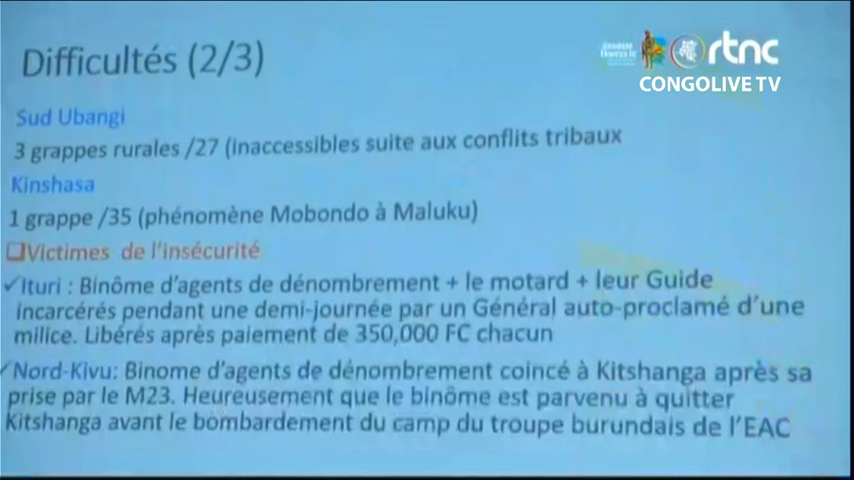 Difficultés (2/3)
rtnc
CONGOLIVE TV
Sud Ubangi
3 grappes rurales /27 (inaccessibles suite aux conflits tribaux
Kinshasa
1 grappe /35 (phénomène Mobondo à Maluku)
❑Victimes de l'insécurité
✓Ituri : Binôme d'agents de dénombrement + le motard + leur Guide
incarcérés pendant une demi-journée par un Général auto-proclamé d'une
milice. Libérés après paiement de 350,000 FC chacun
✓Nord-Kivu: Binome d'agents de dénombrement coincé à Kitshanga après sa
prise par le M23. Heureusement que le binôme est parvenu à quitter
Kitshanga avant le bombardement du camp du troupe burundais de l'EAC